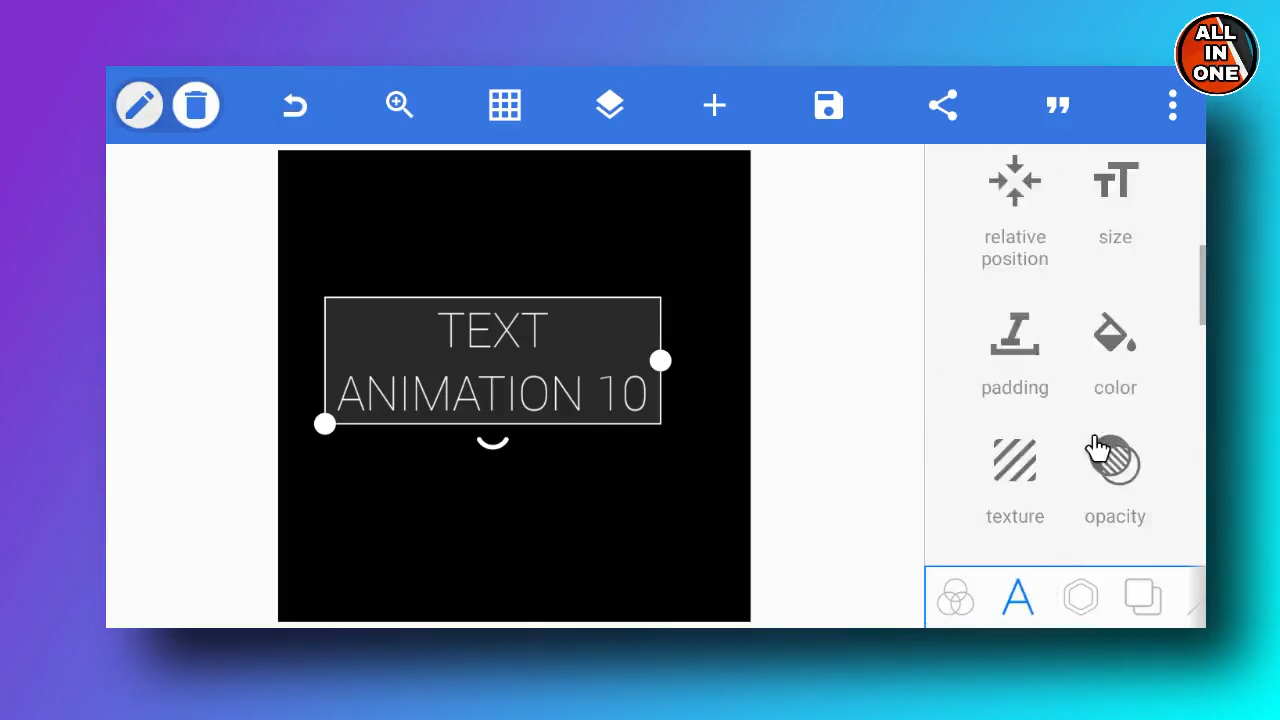 ALL
IN
ONE
relative
position
size
TEXT
ANIMATION 10
padding
color
texture
opacity